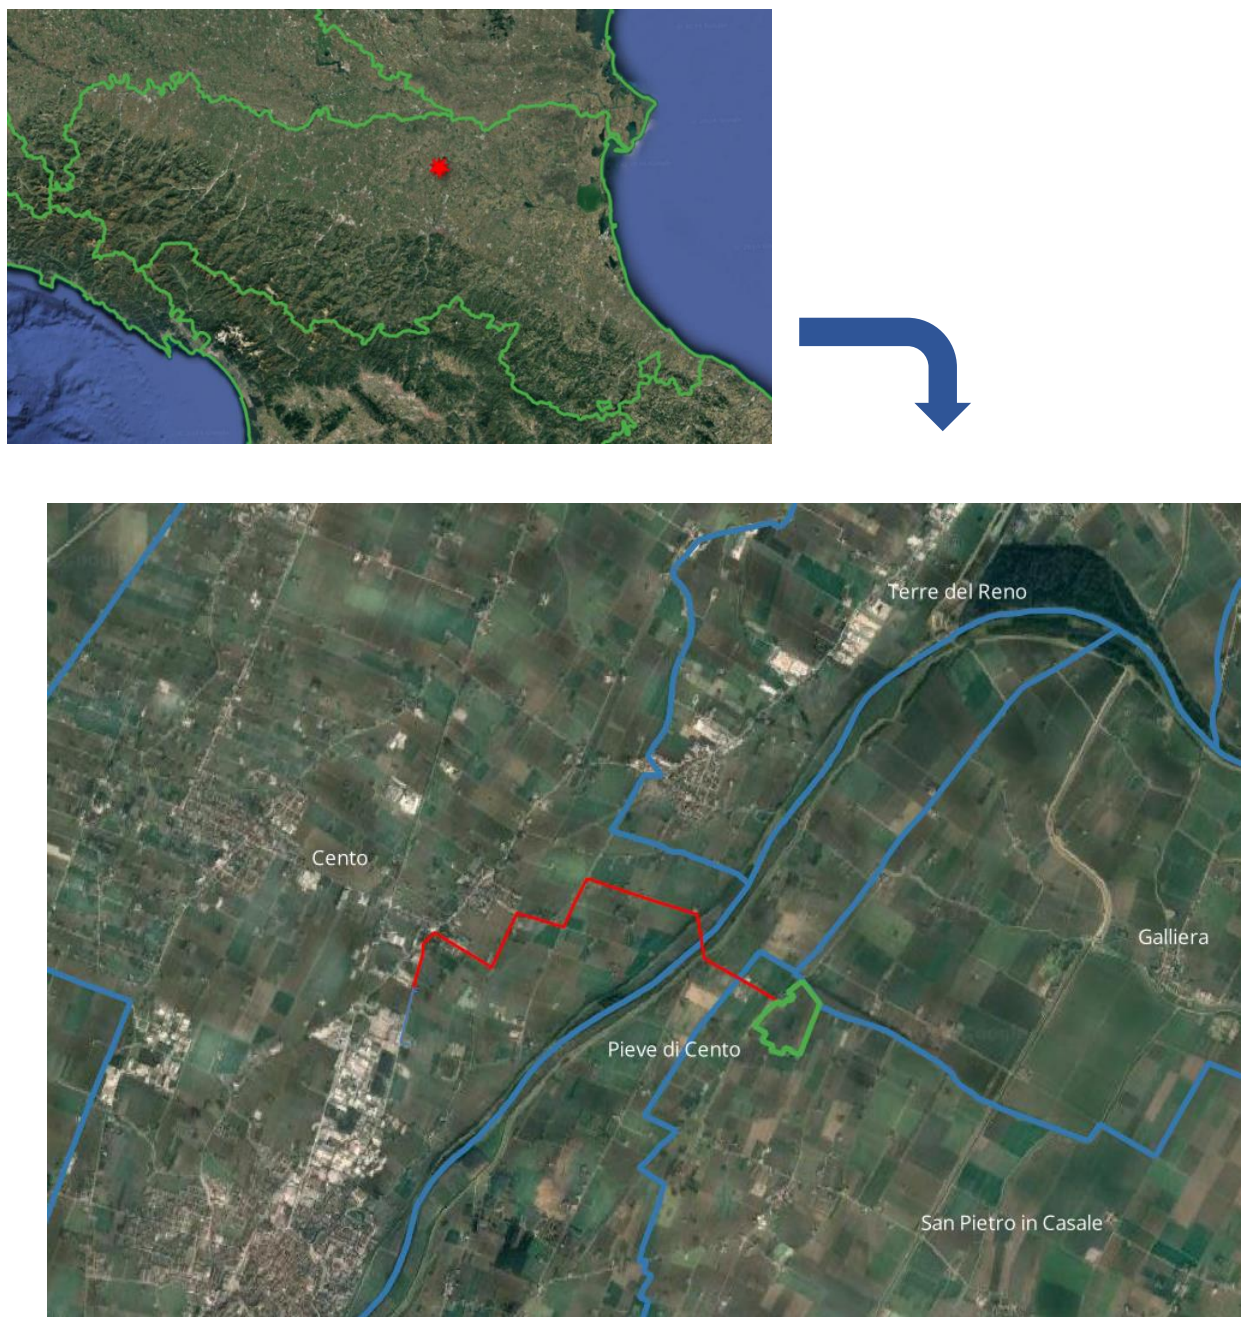 Terre del Reno
Cento
Galliera
Pieve di Cento
San Pietro in Casale